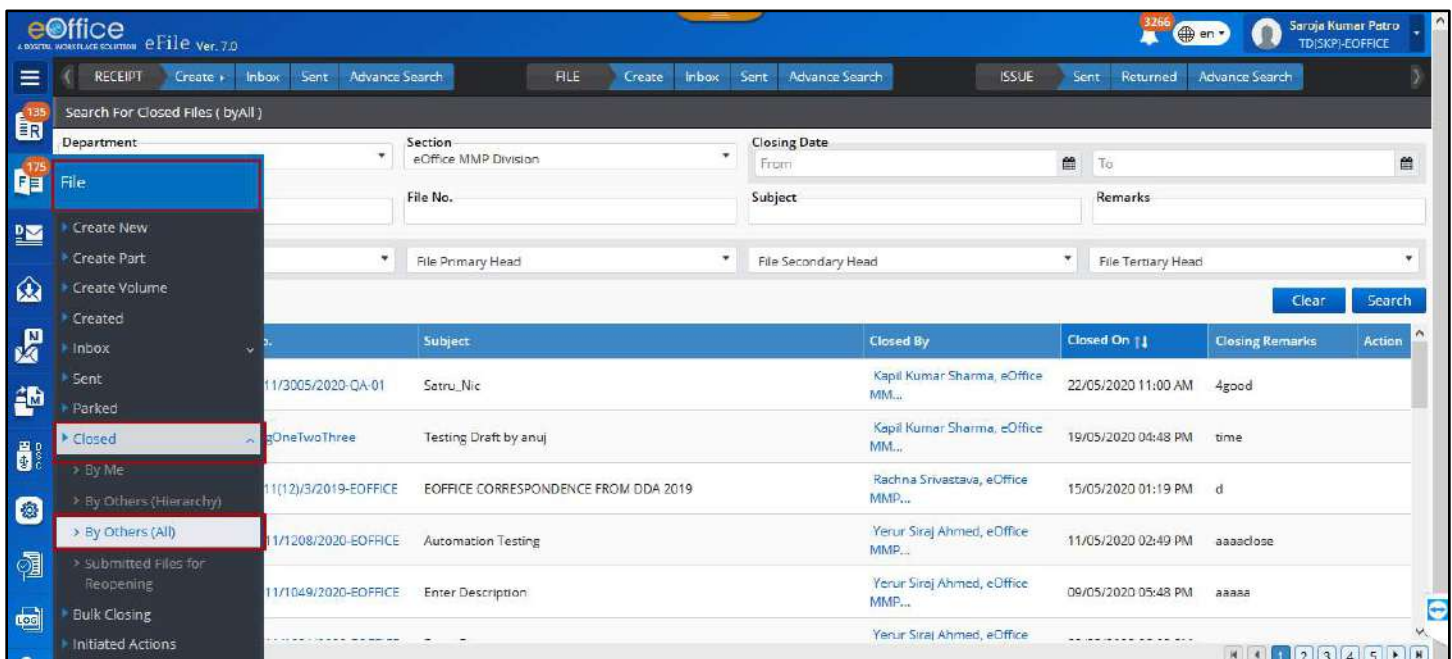 eOffice
A DIGITAL WORKPLACE SOLUTION eFile Ver. 7.0
3266
en
Saroja Kumar Patro
TD(SKP)-EOFFICE
RECEIPT Create Inbox Sent Advance Search FILE Create Inbox Sent Advance Search ISSUE Sent Returned Advance Search
135
R
Search For Closed Files ( byAll )
Department Section Closing Date
eOffice MMP Division From To
175
F
File
File No. Subject Remarks
D
Create New
Create Part File Primary Head File Secondary Head File Tertiary Head
Create Volume
Clear Search
Created
N
Inbox
Subject Closed By Closed On Closing Remarks Action
Sent
11/3005/2020-QA-01 Satru_Nic Kapil Kumar Sharma, eOffice MM... 22/05/2020 11:00 AM 4good
M
Parked
Closed
gOneTwoThree Testing Draft by anuj Kapil Kumar Sharma, eOffice MM... 19/05/2020 04:48 PM time
DSC
> By Me
> By Others (Hierarchy)
11(12)/3/2019-EOFFICE EOFFICE CORRESPONDENCE FROM DDA 2019 Rachna Srivastava, eOffice MMP... 15/05/2020 01:19 PM d
> By Others (All)
11/1208/2020-EOFFICE Automation Testing Yerur Siraj Ahmed, eOffice MMP... 11/05/2020 02:49 PM aaaaclose
> Submitted Files for
Reopening
11/1049/2020-EOFFICE Enter Description Yerur Siraj Ahmed, eOffice MMP... 09/05/2020 05:48 PM aaaaa
LOG
Bulk Closing
Initiated Actions
Yerur Siraj Ahmed, eOffice
1 2 3 4 5